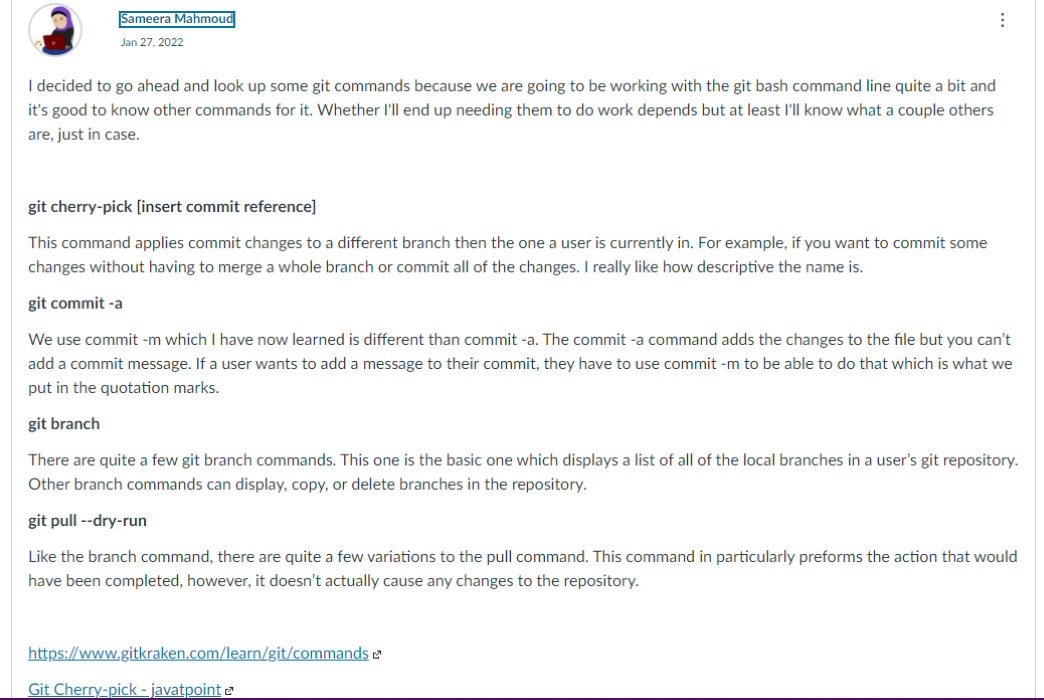 Sameera Mahmoud
Jan 27, 2022
I decided to go ahead and look up some git commands because we are going to be working with the git bash command line quite a bit and
it's good to know other commands for it. Whether I'll end up needing them to do work depends but at least I'll know what a couple others
are, just in case.
git cherry-pick [insert commit reference]
This command applies commit changes to a different branch then the one a user is currently in. For example, if you want to commit some
changes without having to merge a whole branch or commit all of the changes. I really like how descriptive the name is.
git commit -a
We use commit -m which I have now learned is different than commit -a. The commit -a command adds the changes to the file but you can't
add a commit message. If a user wants to add a message to their commit, they have to use commit -m to be able to do that which is what we
put in the quotation marks.
git branch
There are quite a few git branch commands. This one is the basic one which displays a list of all of the local branches in a user's git repository.
Other branch commands can display, copy, or delete branches in the repository.
git pull --dry-run
Like the branch command, there are quite a few variations to the pull command. This command in particularly preforms the action that would
have been completed, however, it doesn't actually cause any changes to the repository.
https://www.gitkraken.com/learn/git/commands
Git Cherry-pick - javatpoint